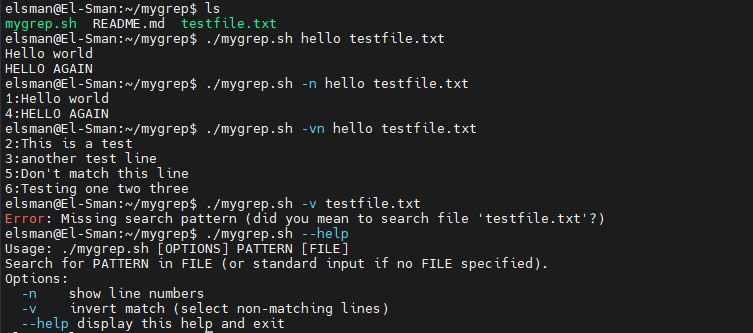 elsman@El-Sman:~/mygrep$ ls
mygrep.sh  README.md  testfile.txt
elsman@El-Sman:~/mygrep$ ./mygrep.sh hello testfile.txt
Hello world
HELLO AGAIN
elsman@El-Sman:~/mygrep$ ./mygrep.sh -n hello testfile.txt
1:Hello world
4:HELLO AGAIN
elsman@El-Sman:~/mygrep$ ./mygrep.sh -vn hello testfile.txt
2:This is a test
3:another test line
5:Don't match this line
6:Testing one two three
elsman@El-Sman:~/mygrep$ ./mygrep.sh -v testfile.txt
Error: Missing search pattern (did you mean to search file 'testfile.txt'?)
elsman@El-Sman:~/mygrep$ ./mygrep.sh --help
Usage: ./mygrep.sh [OPTIONS] PATTERN [FILE]
Search for PATTERN in FILE (or standard input if no FILE specified).
Options:
  -n    show line numbers
  -v    invert match (select non-matching lines)
  --help display this help and exit